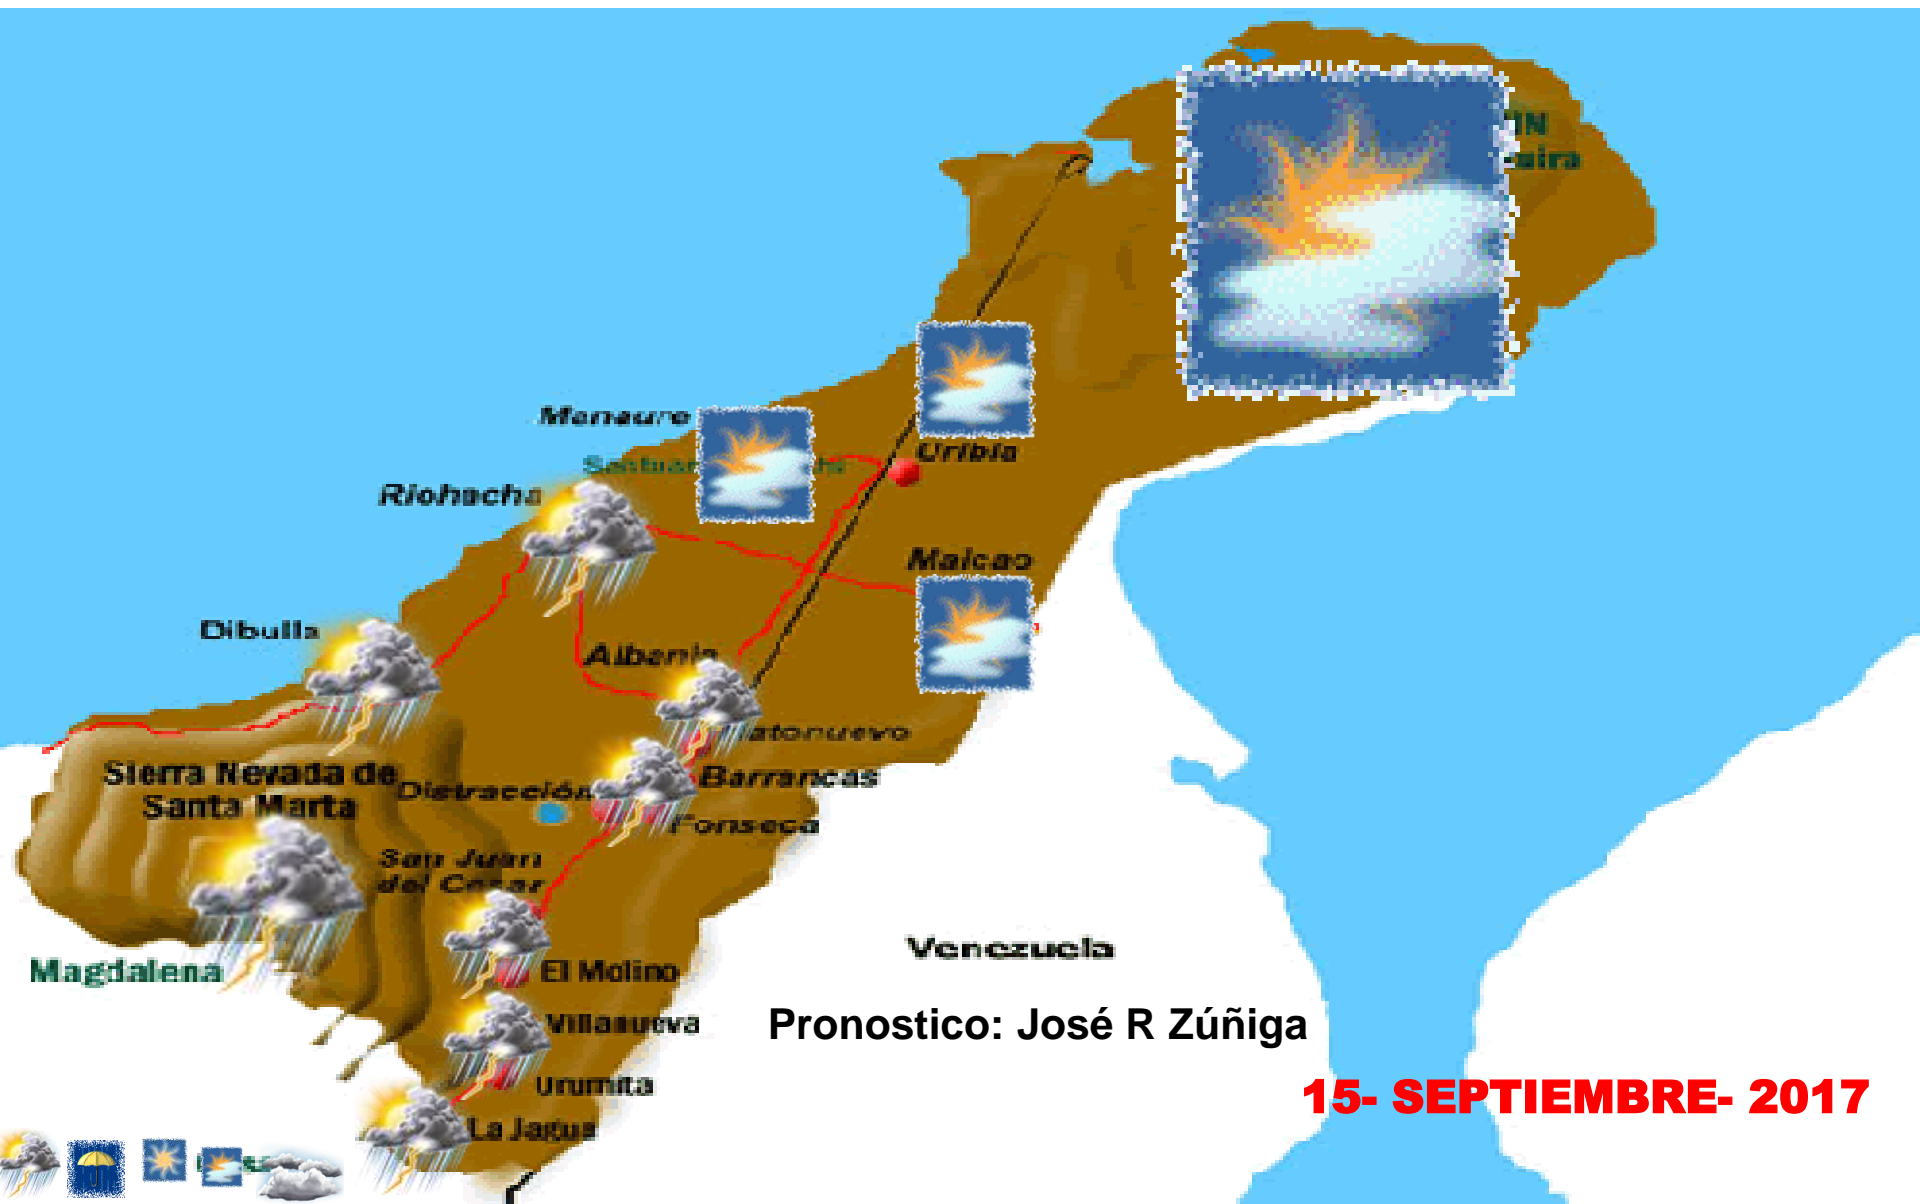 Manaure
Uribia
Riohacha
Maicao
Dibulla
Albania
atonuevo
Sierra Nevada de
Santa Marta
Distracción
Barrancas
Fonseca
San Juan
del Cesar
Magdalena
El Molino
Venezuela
Villanueva
Pronostico: José R Zúñiga
Urumita
15- SEPTIEMBRE- 2017
La Jagua